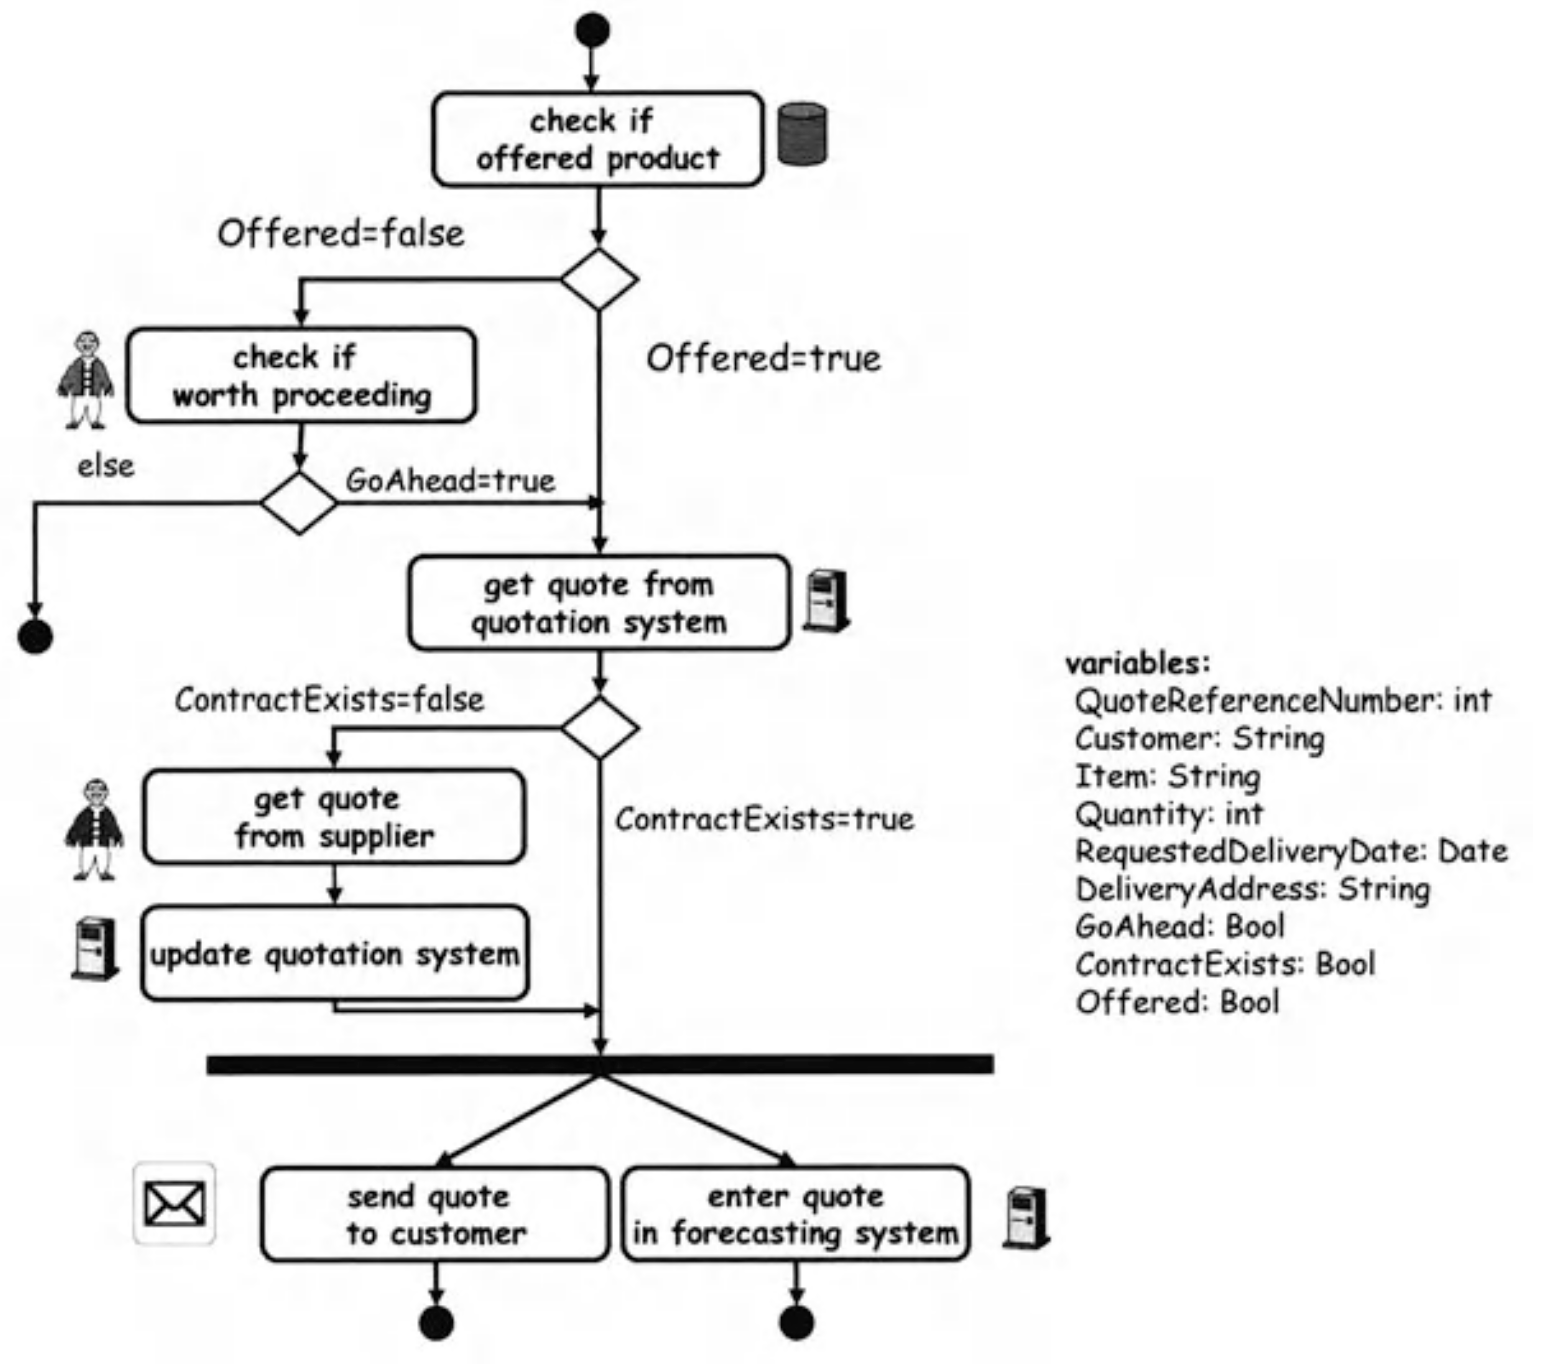 check if
offered product
Offered=false
Offered=true
check if
worth proceeding
else
GoAhead=true
get quote from
quotation system
ContractExists=false
get quote
from supplier
ContractExists=true
update quotation system
send quote
to customer
enter quote
in forecasting system
variables:
QuoteReferenceNumber: int
Customer: String
Item: String
Quantity: int
RequestedDeliveryDate: Date
DeliveryAddress: String
GoAhead: Bool
ContractExists: Bool
Offered: Bool